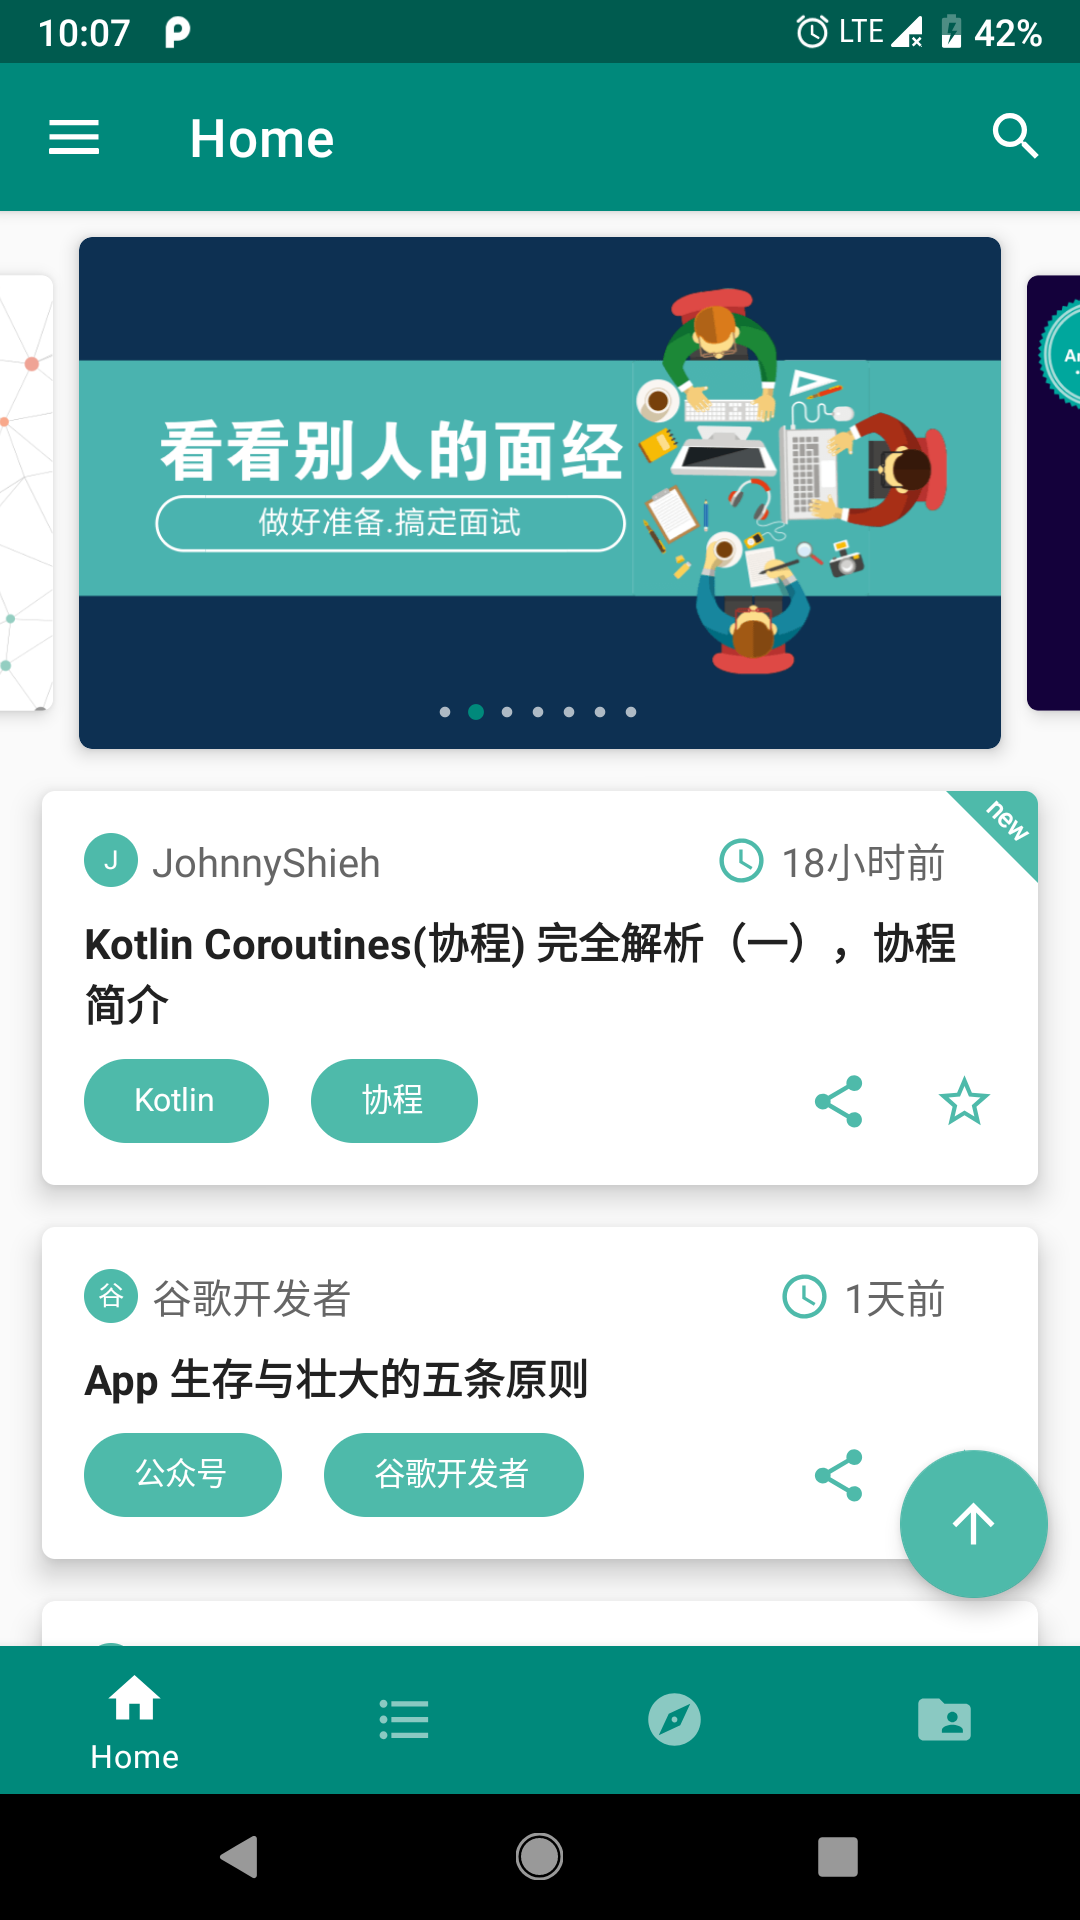 10:07
LTE
42%
Home
看看别人的面经
做好准备.搞定面试
new
J
JohnnyShieh
18小时前
Kotlin Coroutines(协程) 完全解析（一），协程
简介
Kotlin
协程
谷
谷歌开发者
1天前
App 生存与壮大的五条原则
公众号
谷歌开发者
Home